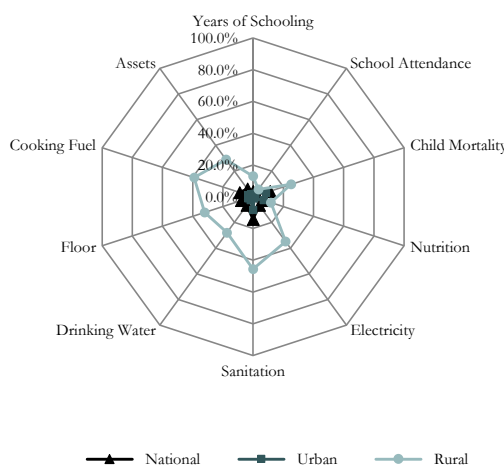 Years of Schooling
100.0%
Assets
School Attendance
80.0%
60.0%
Cooking Fuel
Child Mortality
40.0%
20.0%
0.0%
Floor
Nutrition
Drinking Water
Electricity
Sanitation
National
Urban
Rural